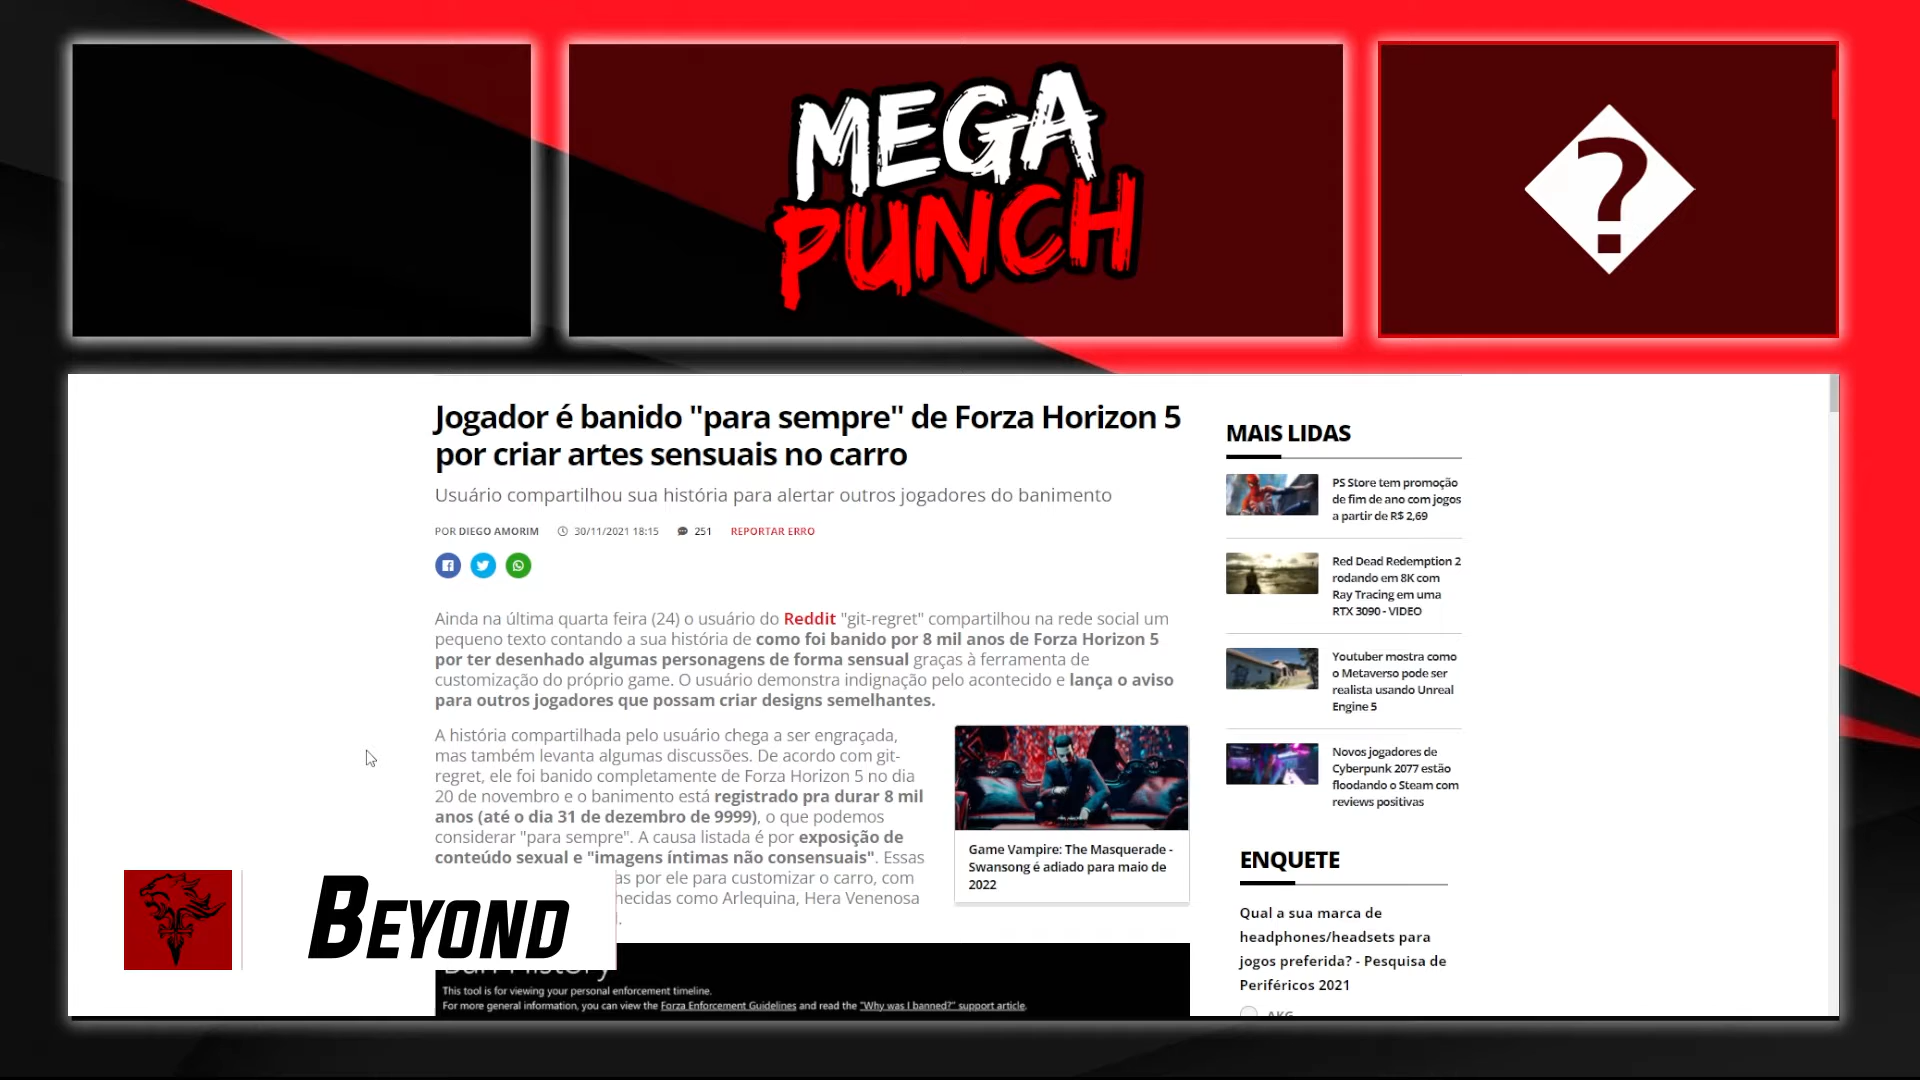 MEGA
PUNCH
?
Jogador é banido "para sempre" de Forza Horizon 5
por criar artes sensuais no carro
Usuário compartilhou sua história para alertar outros jogadores do banimento
POR DIEGO AMORIM 30/11/2021 18:15 251 REPORTAR ERRO
Ainda na última quarta feira (24) o usuário do Reddit "git-regret" compartilhou na rede social um
pequeno texto contando a sua história de como foi banido por 8 mil anos de Forza Horizon 5
por ter desenhado algumas personagens de forma sensual graças à ferramenta de
customização do próprio game. O usuário demonstra indignação pelo acontecido e lança o aviso
para outros jogadores que possam criar designs semelhantes.
A história compartilhada pelo usuário chega a ser engraçada,
mas também levanta algumas discussões. De acordo com git-
regret, ele foi banido completamente de Forza Horizon 5 no dia
20 de novembro e o banimento está registrado pra durar 8 mil
anos (até o dia 31 de dezembro de 9999), o que podemos
considerar "para sempre". A causa listada é por exposição de
conteúdo sexual e "imagens íntimas não consensuais". Essas
as por ele para customizar o carro, com
necidas como Arlequina, Hera Venenosa
Game Vampire: The Masquerade -
Swansong é adiado para maio de
2022
BEYOND
This tool is for viewing your personal enforcement timeline.
For more general information, you can view the Forza Enforcement Guidelines and read the "Why was I banned?" support article.
MAIS LIDAS
PS Store tem promoção
de fim de ano com jogos
a partir de R$ 2,69
Red Dead Redemption 2
rodando em 8K com
Ray Tracing em uma
RTX 3090 - VIDEO
Youtuber mostra como
o Metaverso pode ser
realista usando Unreal
Engine 5
Novos jogadores de
Cyberpunk 2077 estão
floodando o Steam com
reviews positivas
ENQUETE
Qual a sua marca de
headphones/headsets para
jogos preferida? - Pesquisa de
Periféricos 2021
AKG